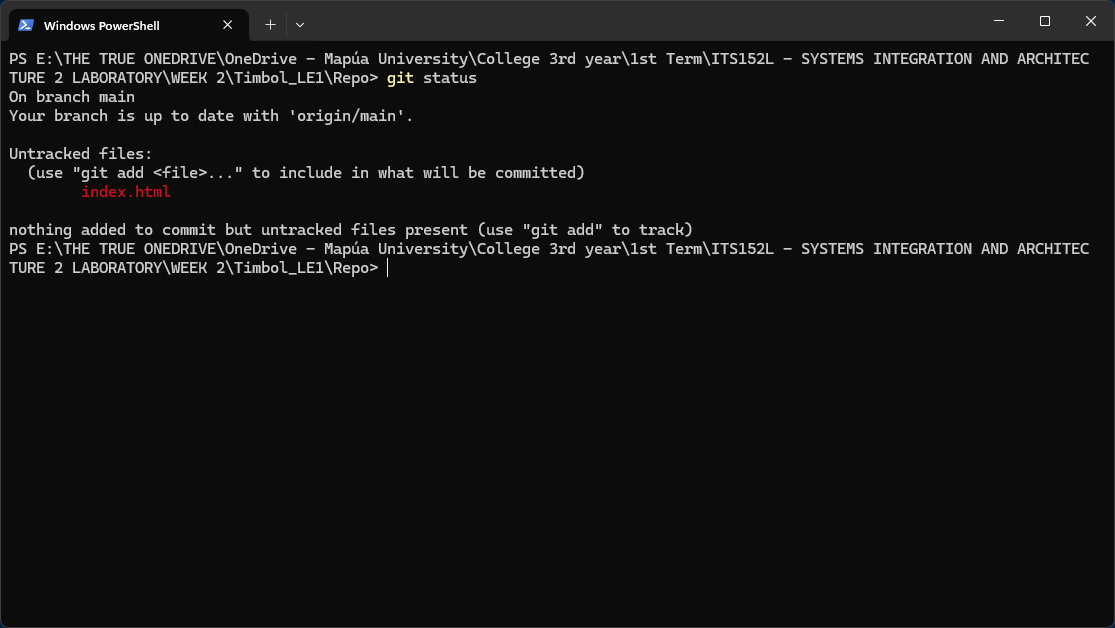 Windows PowerShell
PS E:\THE TRUE ONEDRIVE\OneDrive - Mapúa University\College 3rd year\1st Term\ITS152L - SYSTEMS INTEGRATION AND ARCHITEC
TURE 2 LABORATORY\WEEK 2\Timbol_LE1\Repo> git status
On branch main
Your branch is up to date with 'origin/main'.
Untracked files:
  (use "git add <file>..." to include in what will be committed)
        index.html
nothing added to commit but untracked files present (use "git add" to track)
PS E:\THE TRUE ONEDRIVE\OneDrive - Mapúa University\College 3rd year\1st Term\ITS152L - SYSTEMS INTEGRATION AND ARCHITEC
TURE 2 LABORATORY\WEEK 2\Timbol_LE1\Repo>